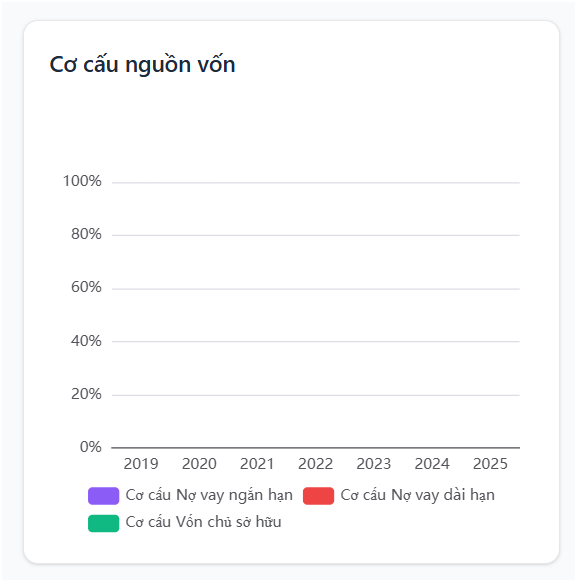 Cơ cấu nguồn vốn
100%
80%
60%
40%
20%
0%
2019 2020 2021 2022 2023 2024 2025
Cơ cấu Nợ vay ngắn hạn Cơ cấu Nợ vay dài hạn
Cơ cấu Vốn chủ sở hữu